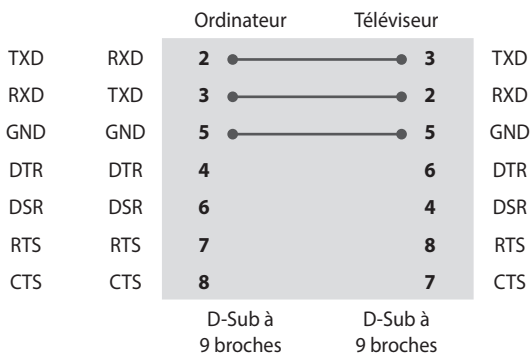 Ordinateur Téléviseur
TXD RXD 2 3 TXD
RXD TXD 3 2 RXD
GND GND 5 5 GND
DTR DTR 4 6 DTR
DSR DSR 6 4 DSR
RTS RTS 7 8 RTS
CTS CTS 8 7 CTS
D-Sub à D-Sub à
9 broches 9 broches